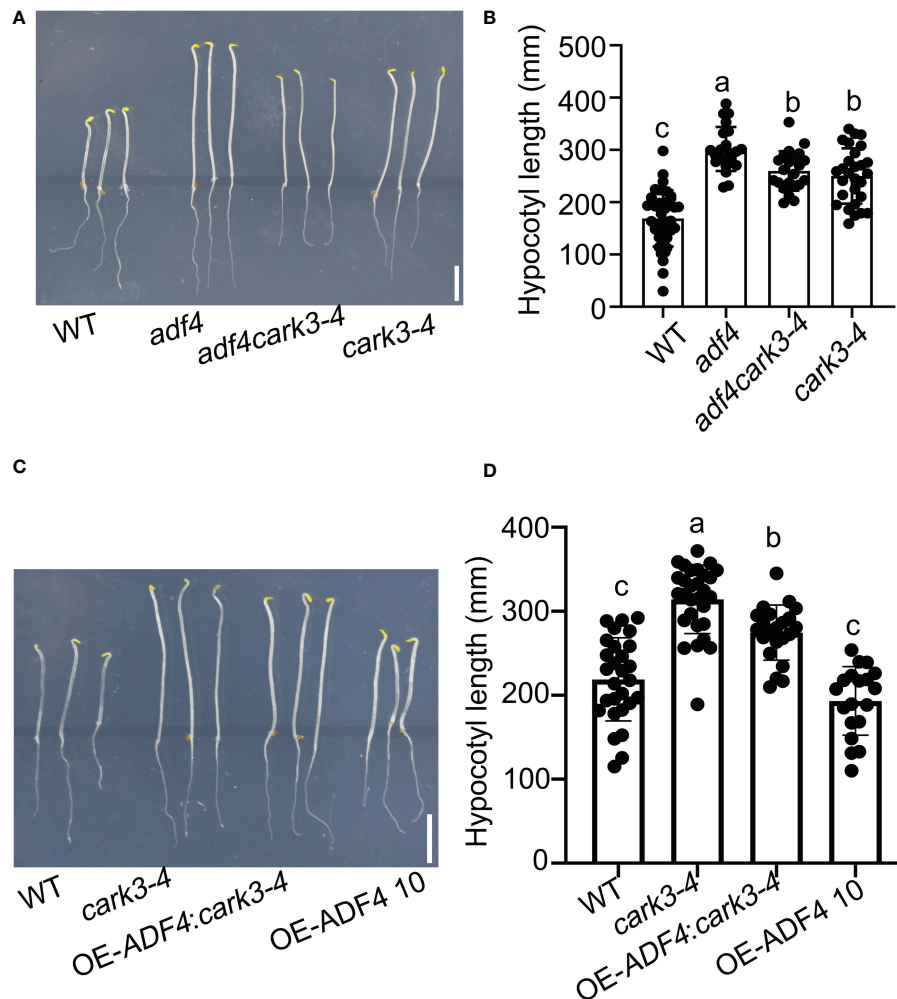 A
WT
adf4
adf4cark3-4
cark3-4
B
Hypocotyl length (mm)
500
400
300
200
100
0
c
a
b
b
WT
adf4
adf4cark3-4
cark3-4
C
WT
cark3-4
OE-ADF4:cark3-4
OE-ADF4 10
D
Hypocotyl length (mm)
400
300
200
100
0
c
a
b
c
WT
cark3-4
OE-ADF4:cark3-4
OE-ADF4 10